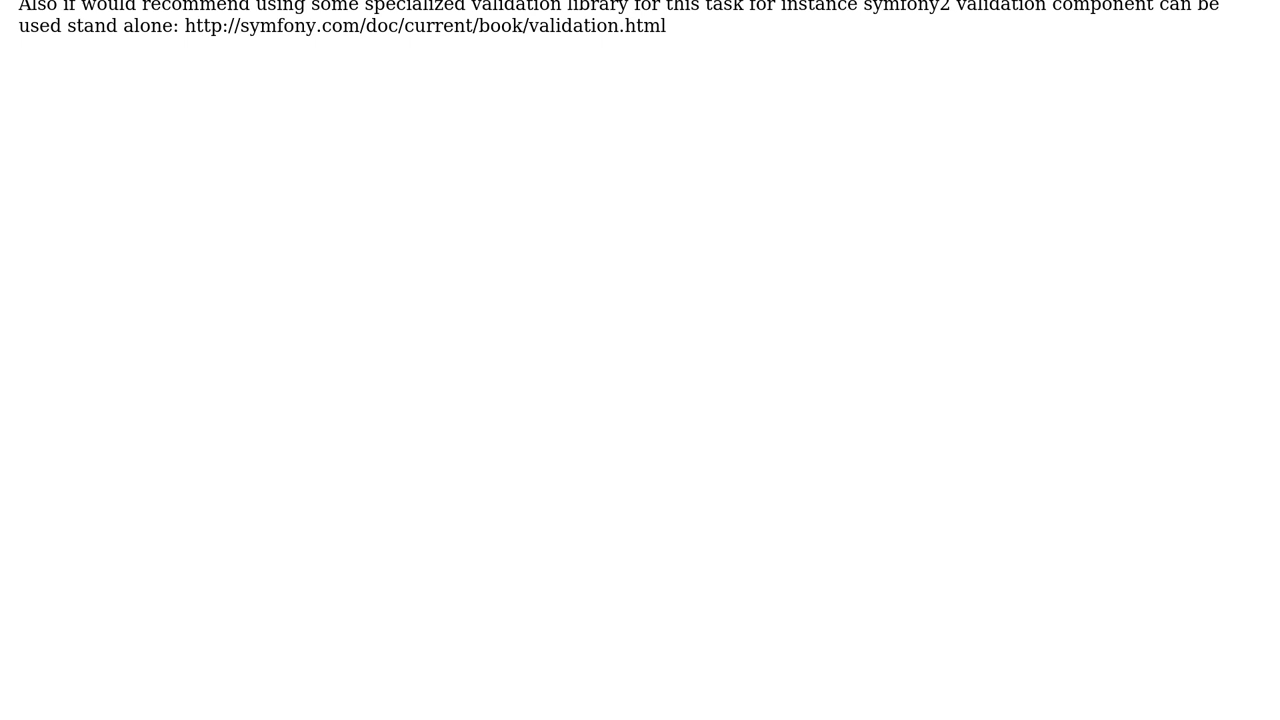 Also if would recommend using some specialized validation library for this task for instance symfony2 validation component can be
used stand alone: http://symfony.com/doc/current/book/validation.html